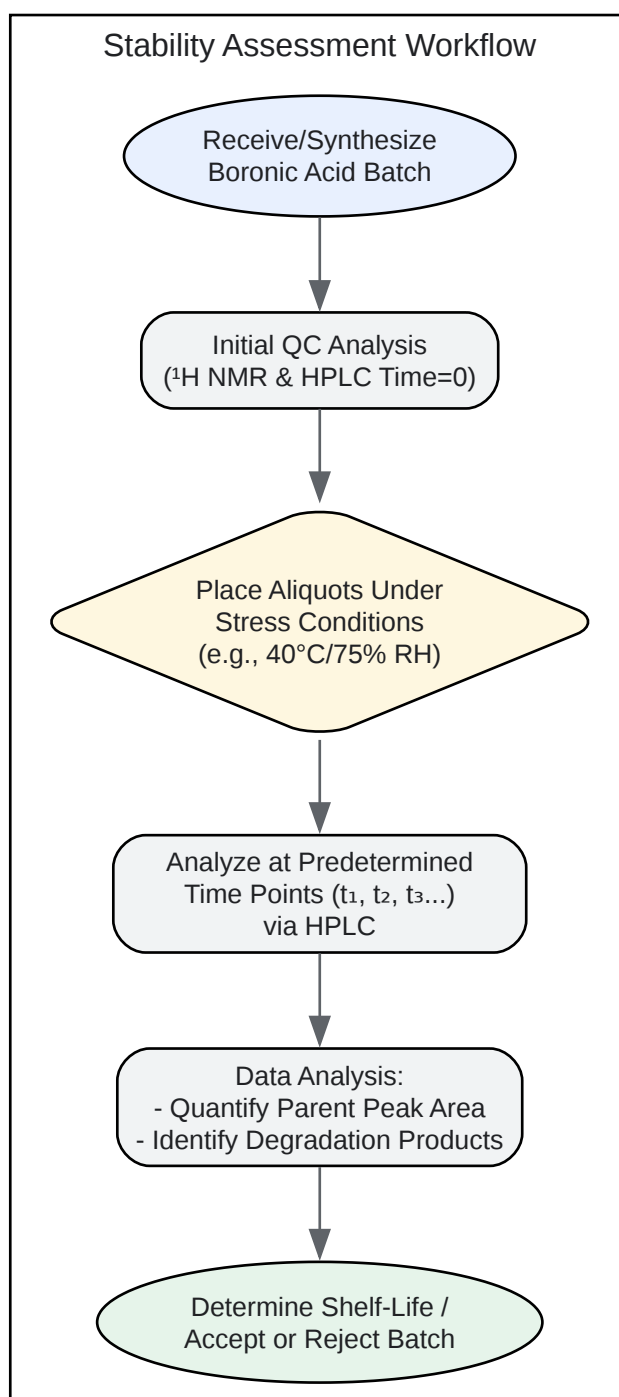 Stability Assessment Workflow
Receive/Synthesize
Boronic Acid Batch
Initial QC Analysis
(¹H NMR & HPLC Time=0)
Place Aliquots Under
Stress Conditions
(e.g., 40°C/75% RH)
Analyze at Predetermined
Time Points (t₁, t₂, t₃...)
via HPLC
Data Analysis:
- Quantify Parent Peak Area
- Identify Degradation Products
Determine Shelf-Life /
Accept or Reject Batch